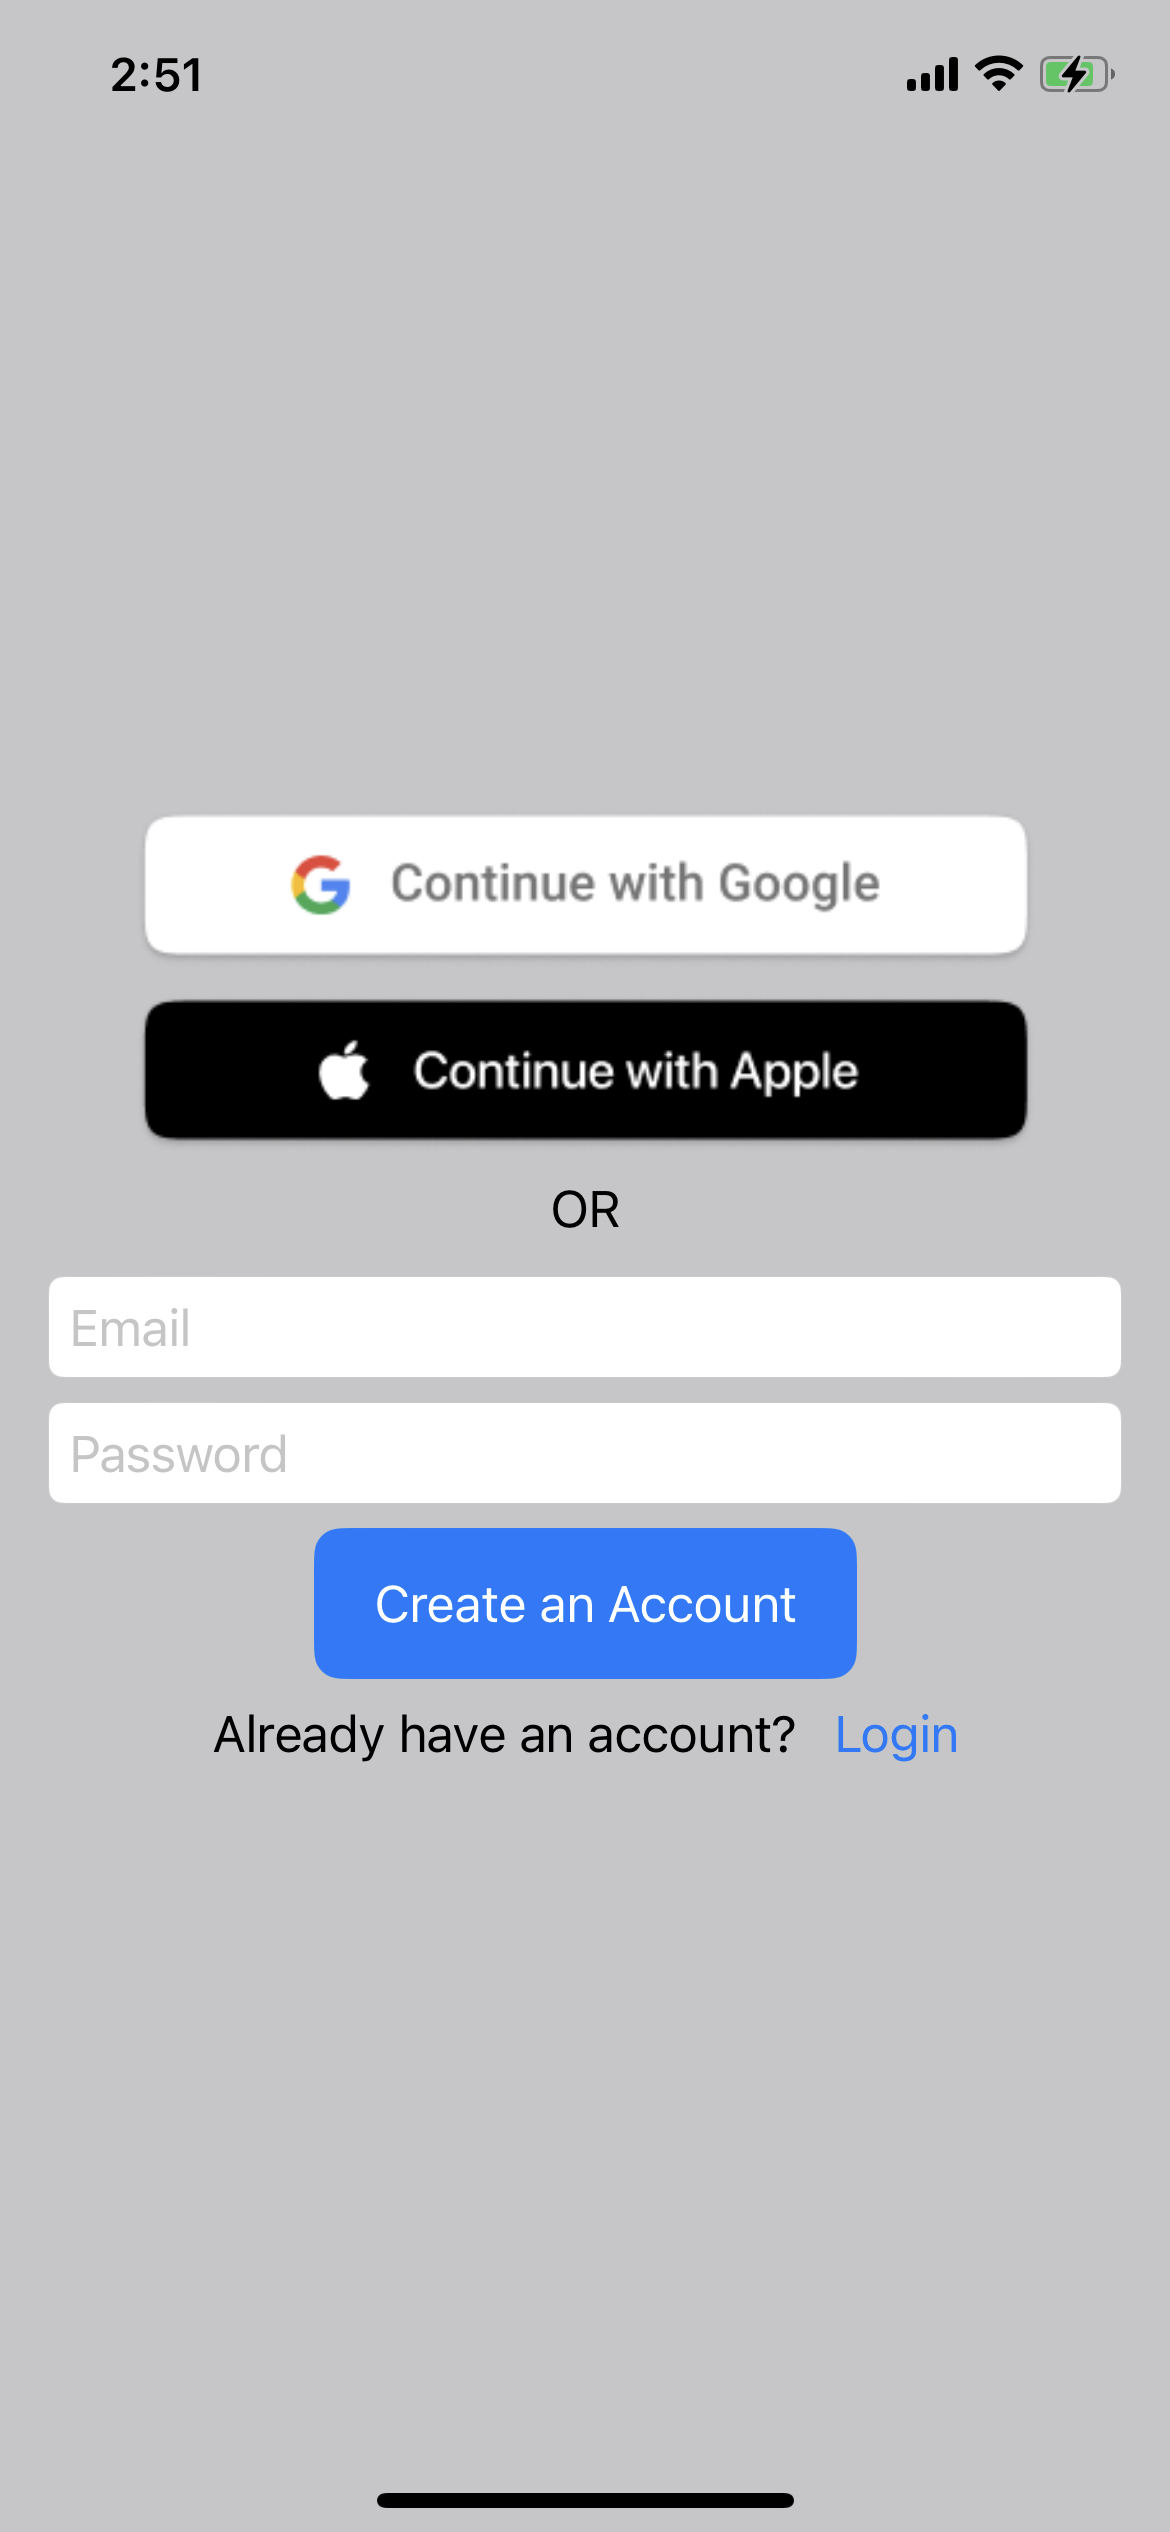 2:51
Continue with Google
Continue with Apple
OR
Email
Password
Create an Account
Already have an account? Login